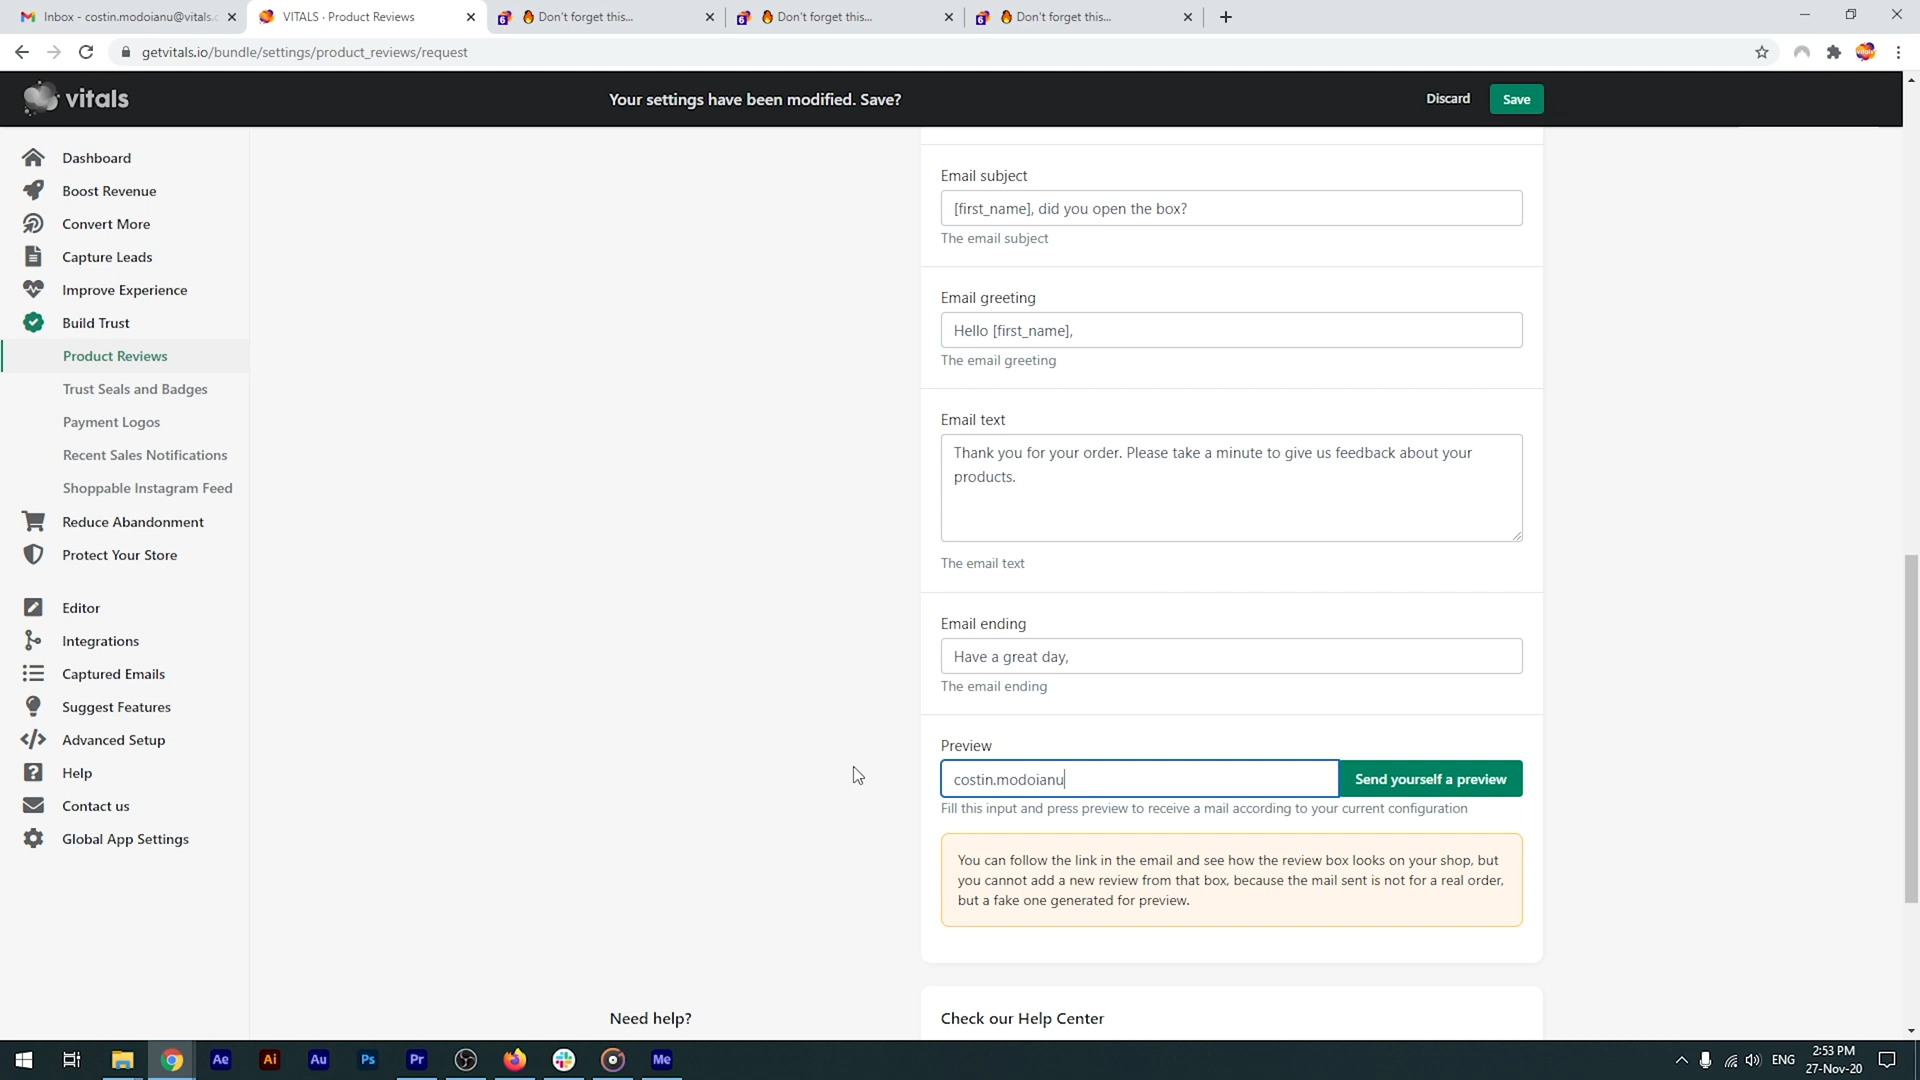 Inbox - costin.modoianu@vitals.c
VITALS · Product Reviews
Don't forget this...
Don't forget this...
Don't forget this...
getvitals.io/bundle/settings/product_reviews/request
vitals
Your settings have been modified. Save?
Discard
Save
Dashboard
Boost Revenue
Convert More
Capture Leads
Improve Experience
Build Trust
Product Reviews
Trust Seals and Badges
Payment Logos
Recent Sales Notifications
Shoppable Instagram Feed
Reduce Abandonment
Protect Your Store
Editor
Integrations
Captured Emails
Suggest Features
Advanced Setup
Help
Contact us
Global App Settings
Email subject
[first_name], did you open the box?
The email subject
Email greeting
Hello [first_name],
The email greeting
Email text
Thank you for your order. Please take a minute to give us feedback about your
products.
The email text
Email ending
Have a great day,
The email ending
Preview
costin.modoianu
Send yourself a preview
Fill this input and press preview to receive a mail according to your current configuration
You can follow the link in the email and see how the review box looks on your shop, but
you cannot add a new review from that box, because the mail sent is not for a real order,
but a fake one generated for preview.
Need help?
Check our Help Center
Ae
Ai
Au
Ps
Pr
Me
ENG
2:53 PM
27-Nov-20